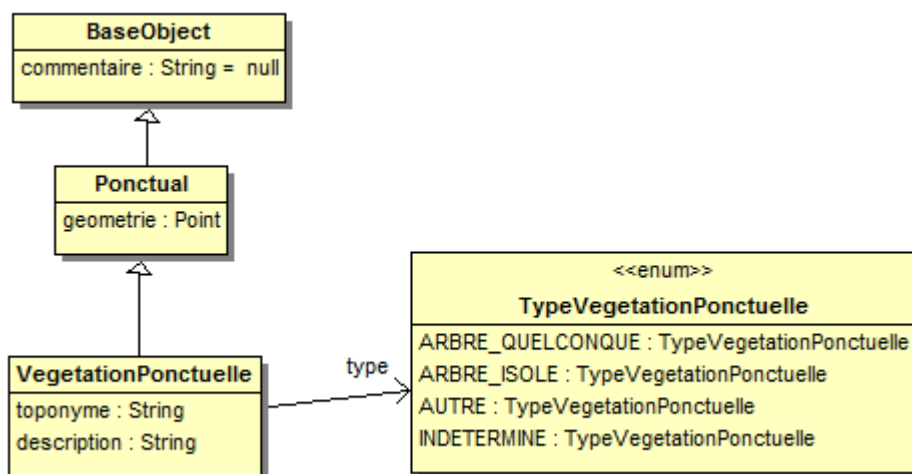 BaseObject
commentaire : String = null
Ponctual
geometrie : Point
<<enum>>
TypeVegetationPonctuelle
ARBRE_QUELCONQUE : TypeVegetationPonctuelle
ARBRE_ISOLE : TypeVegetationPonctuelle
AUTRE : TypeVegetationPonctuelle
INDETERMINE : TypeVegetationPonctuelle
type
VegetationPonctuelle
toponyme : String
description : String